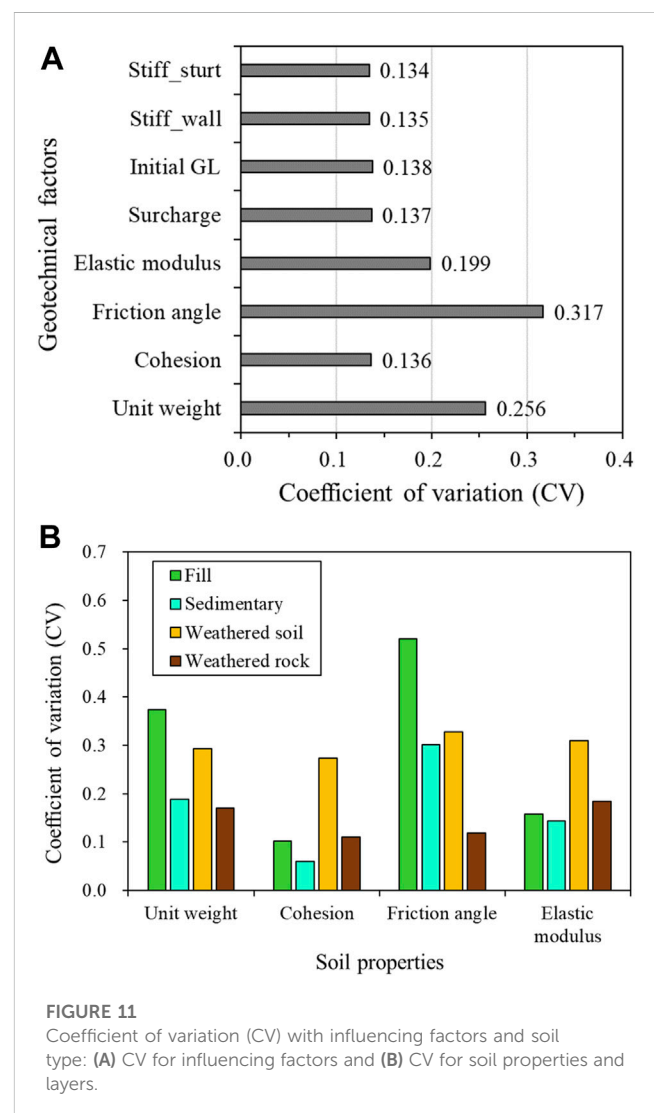 A
Geotechnical factors
Stiff_sturt 0.134
Stiff_wall 0.135
Initial GL 0.138
Surcharge 0.137
Elastic modulus 0.199
Friction angle 0.317
Cohesion 0.136
Unit weight 0.256
0.0 0.1 0.2 0.3 0.4
Coefficient of variation (CV)
B
Coefficient of variation (CV)
0.7
0.6
0.5
0.4
0.3
0.2
0.1
0.0
Fill
Sedimentary
Weathered soil
Weathered rock
Unit weight Cohesion Friction angle Elastic
modulus
Soil properties
FIGURE 11
Coefficient of variation (CV) with influencing factors and soil
type: (A) CV for influencing factors and (B) CV for soil properties and
layers.